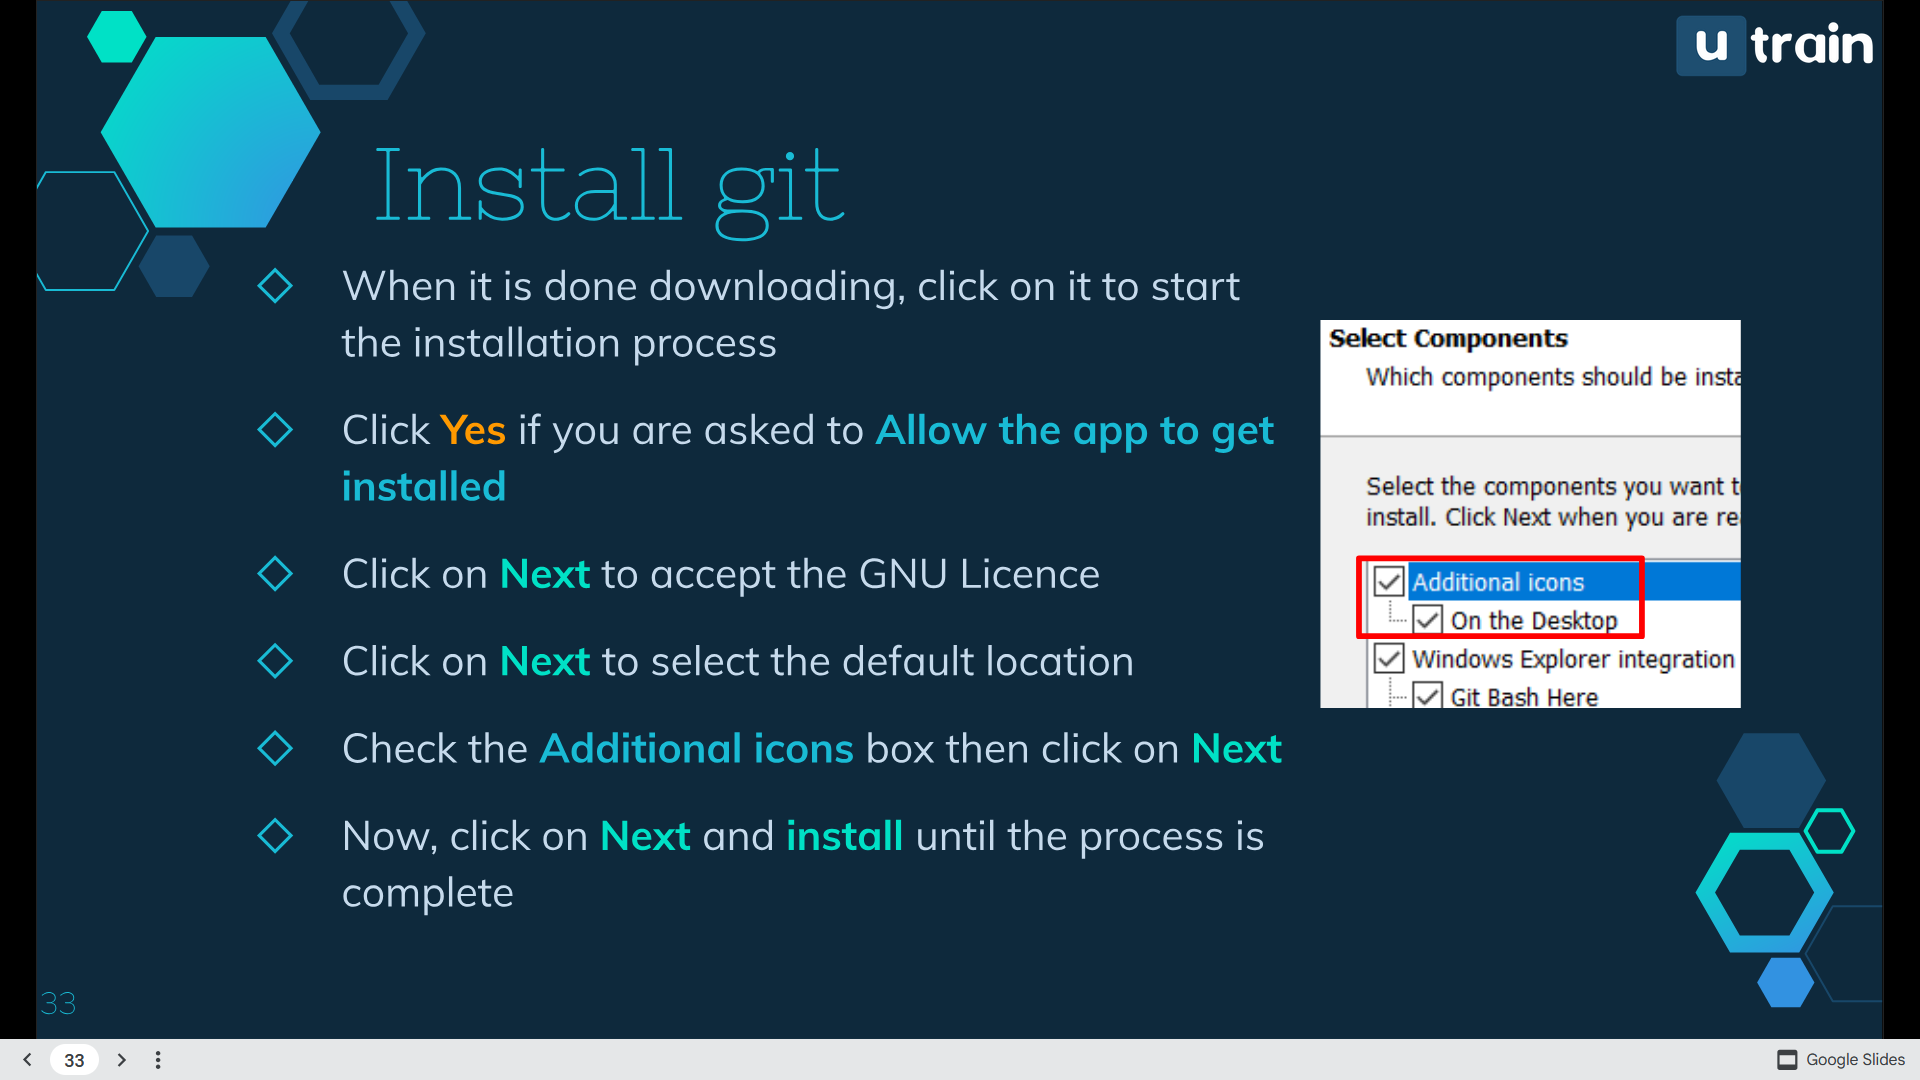 u train
Install git
When it is done downloading, click on it to start
the installation process
Click Yes if you are asked to Allow the app to get
installed
Click on Next to accept the GNU Licence
Click on Next to select the default location
Check the Additional icons box then click on Next
Now, click on Next and install until the process is
complete
Select Components
Which components should be insta
Select the components you want t
install. Click Next when you are re
Additional icons
On the Desktop
Windows Explorer integration
Git Bash Here
33
33
Google Slides